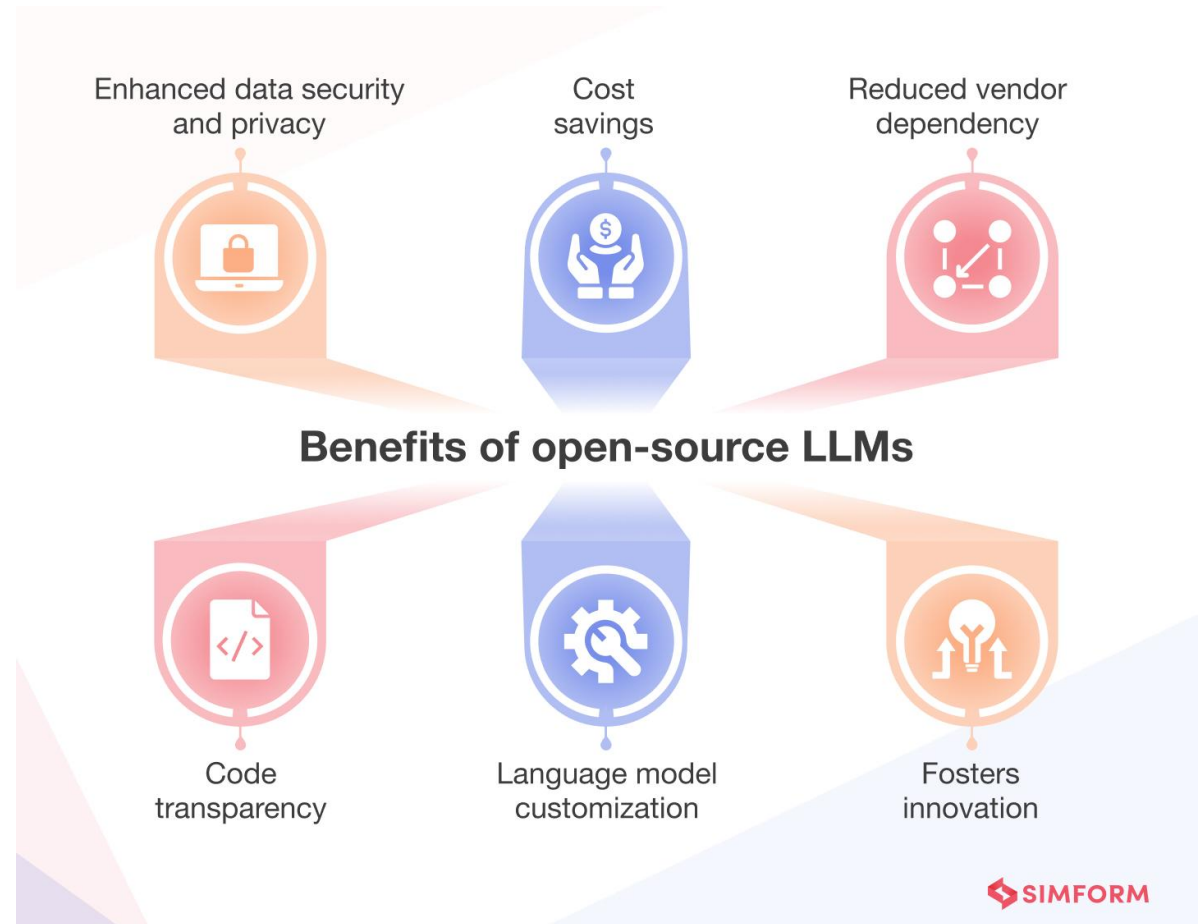 Enhanced data security
and privacy
Cost
savings
Reduced vendor
dependency
$
Benefits of open-source LLMs
</>
Code
transparency
Language model
customization
Fosters
innovation
SIMFORM